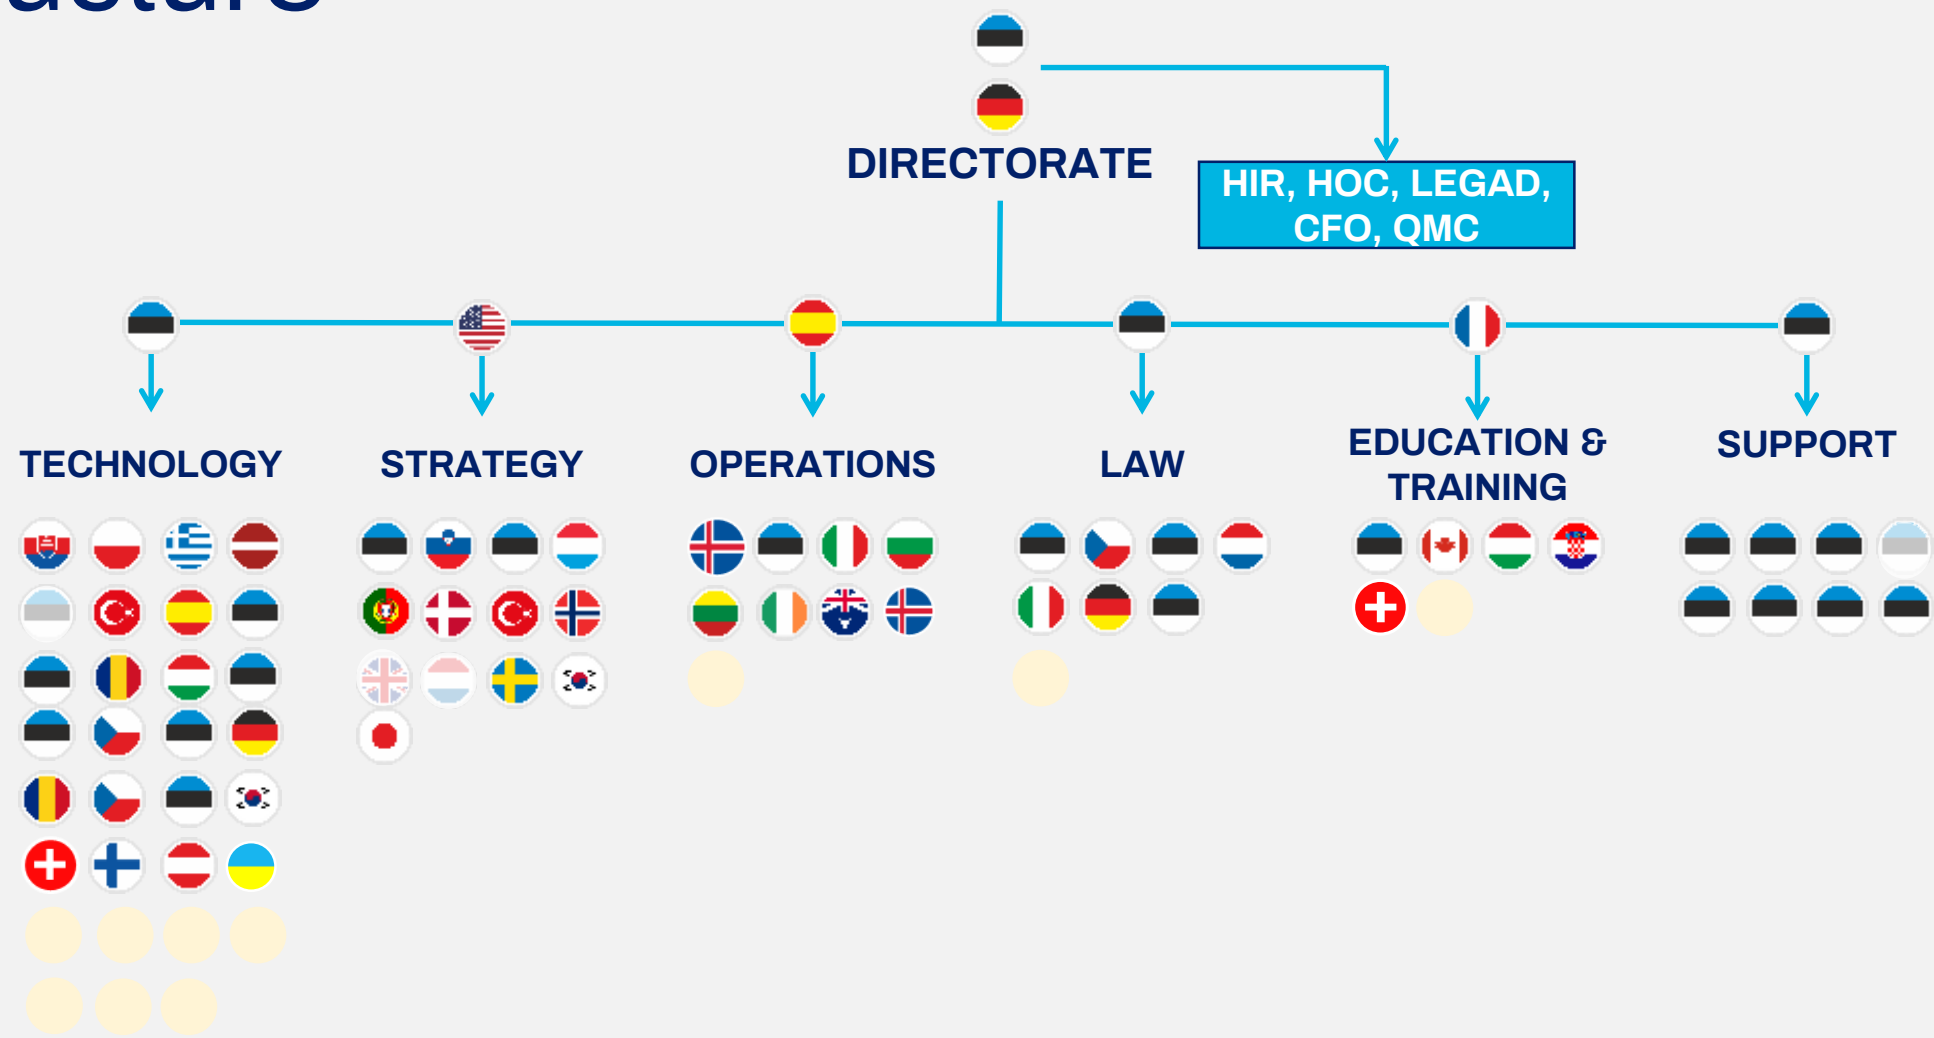 DIRECTORATE
HIR, HOC, LEGAD,
CFO, QMC
TECHNOLOGY
STRATEGY
OPERATIONS
LAW
EDUCATION &
TRAINING
SUPPORT